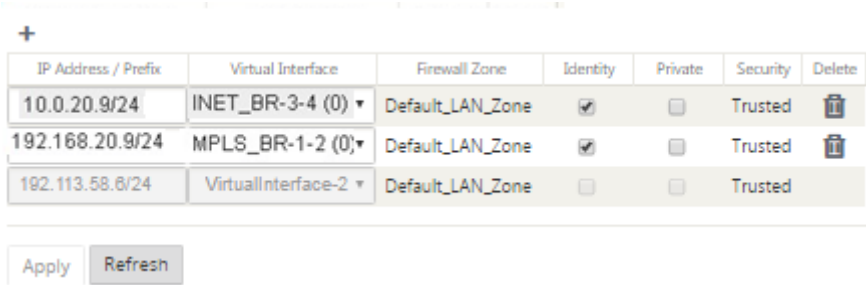 +
IP Address / Prefix Virtual Interface Firewall Zone Identity Private Security Delete
10.0.20.9/24 INET_BR-3-4 (0) Default_LAN_Zone Trusted
192.168.20.9/24 MPLS_BR-1-2 (0) Default_LAN_Zone Trusted
192.113.58.6/24 VirtualInterface-2 Default_LAN_Zone Trusted
Apply Refresh